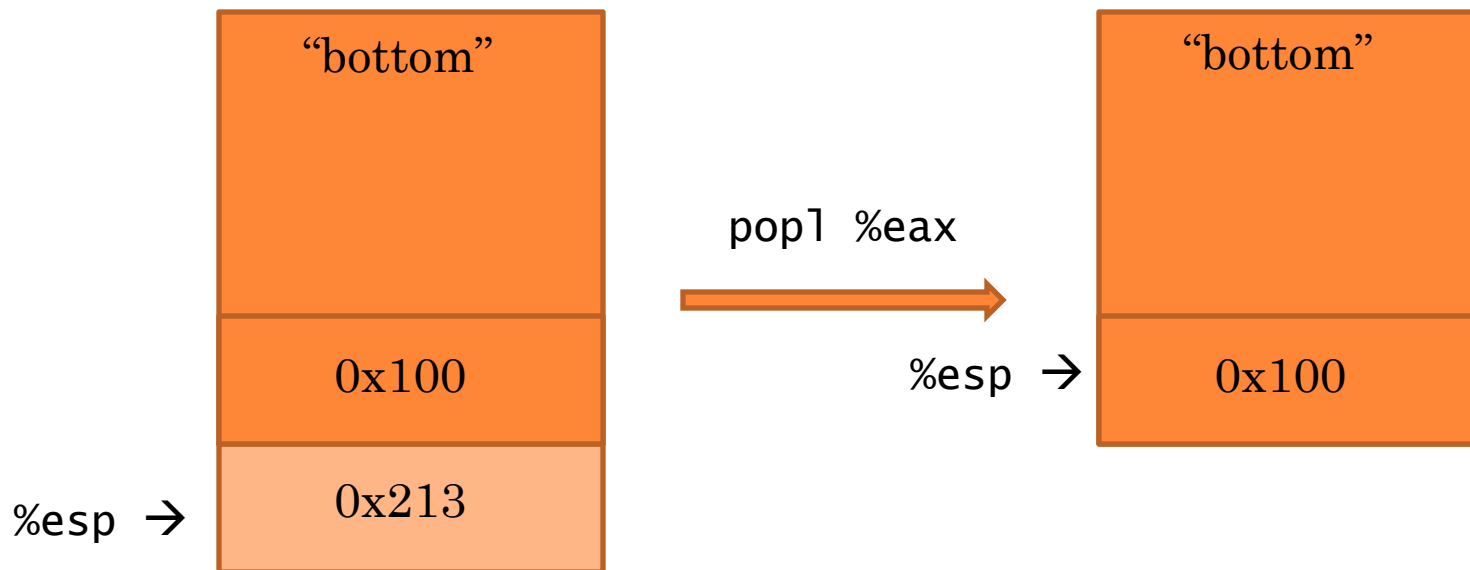 “bottom”
“bottom”
popl %eax
0x100
%esp →
0x100
%esp →
0x213